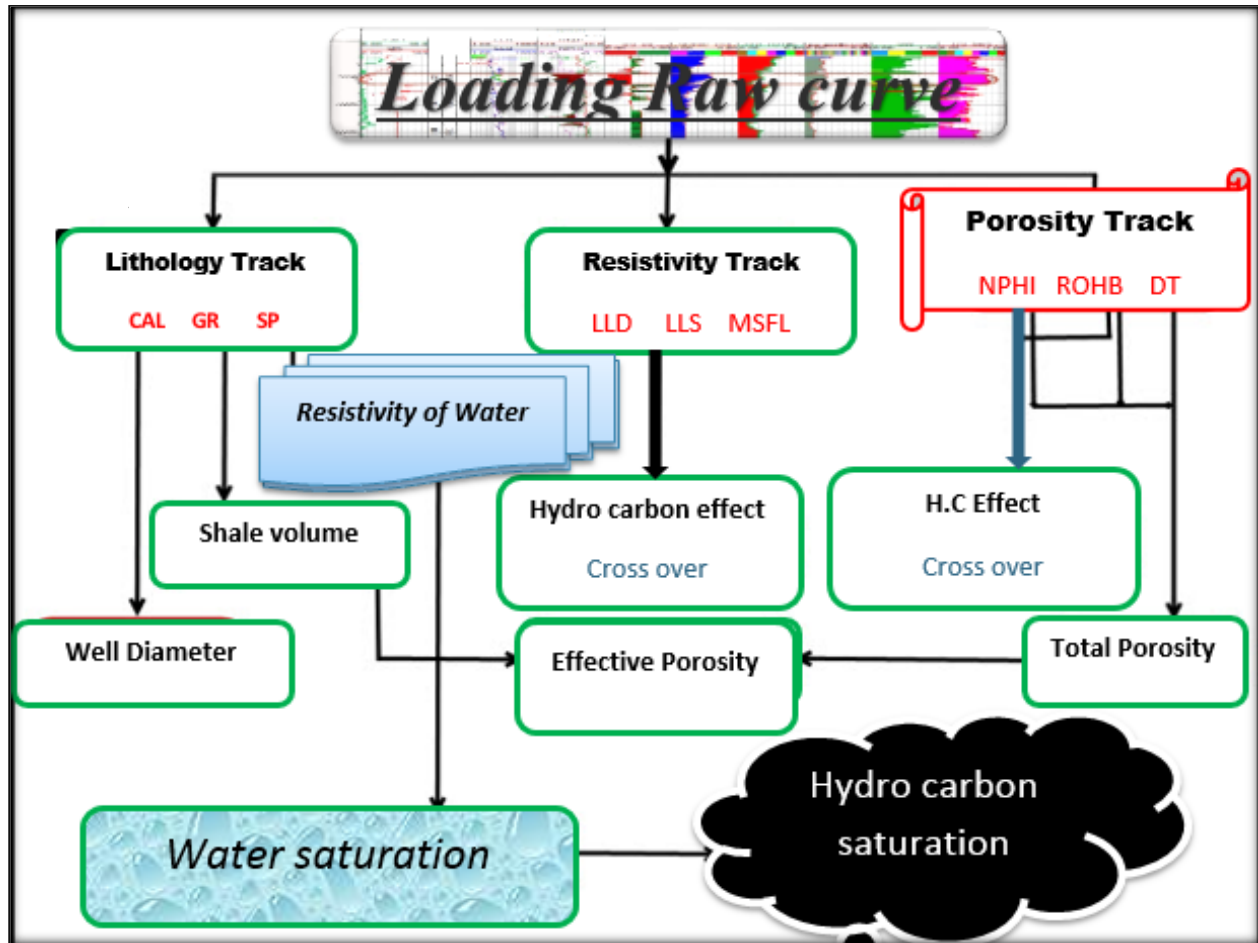 Loading Raw curve
Lithology Track
CAL GR SP
Resistivity Track
LLD LLS MSFL
Porosity Track
NPHI ROHB DT
Resistivity of Water
Shale volume
Hydro carbon effect
Cross over
H.C Effect
Cross over
Well Diameter
Effective Porosity
Total Porosity
Water saturation
Hydro carbon
saturation